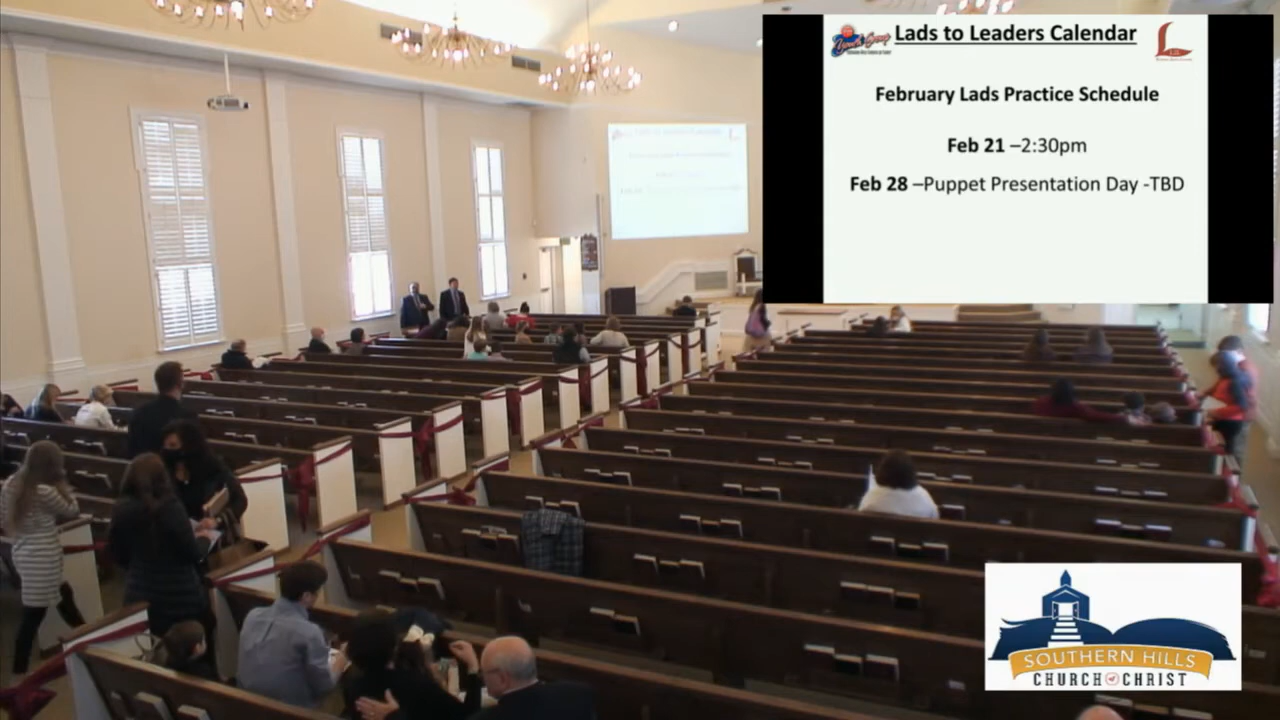 Lads to Leaders Calendar
February Lads Practice Schedule
Feb 21 –2:30pm
Feb 28 –Puppet Presentation Day -TBD
SOUTHERN HILLS
CHURCH OF CHRIST